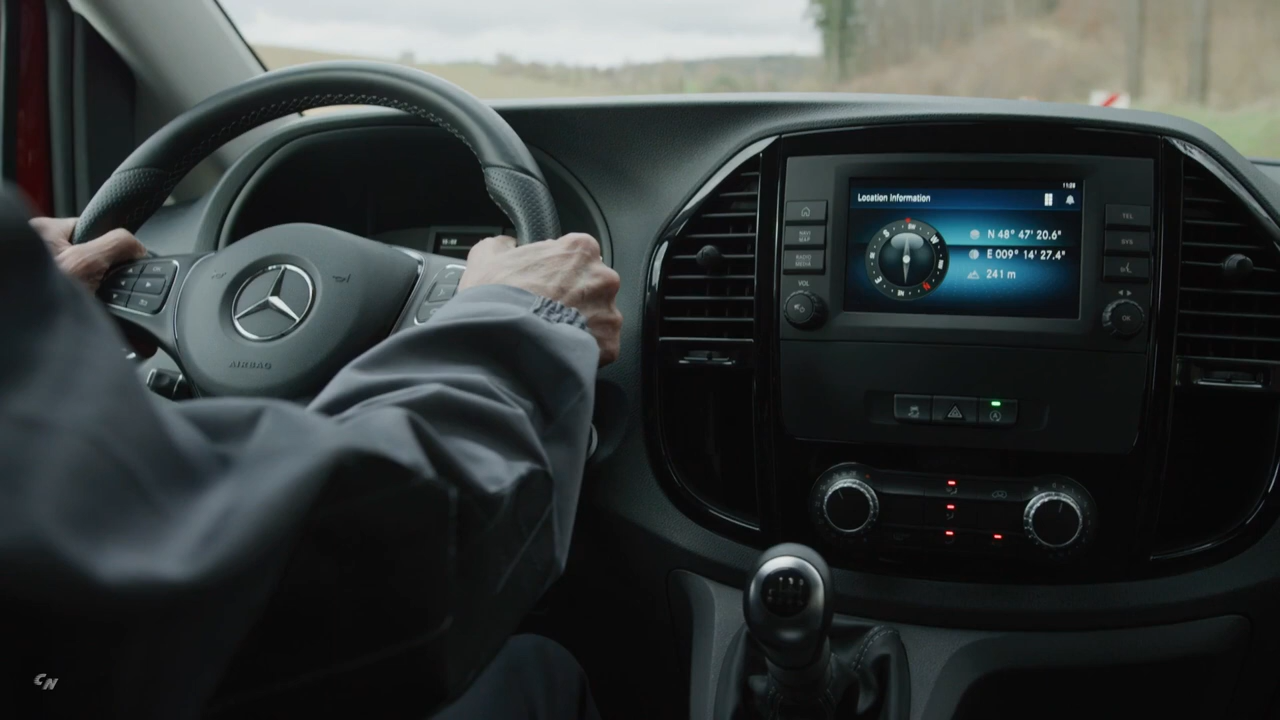 11:28
Location Information
N 48° 47' 20.6"
E 009° 14' 27.4"
241 m
S
W
N
NAVI
MAP
RADIO
MEDIA
VOL
TEL
SYS
OK
AIRBAG
CN